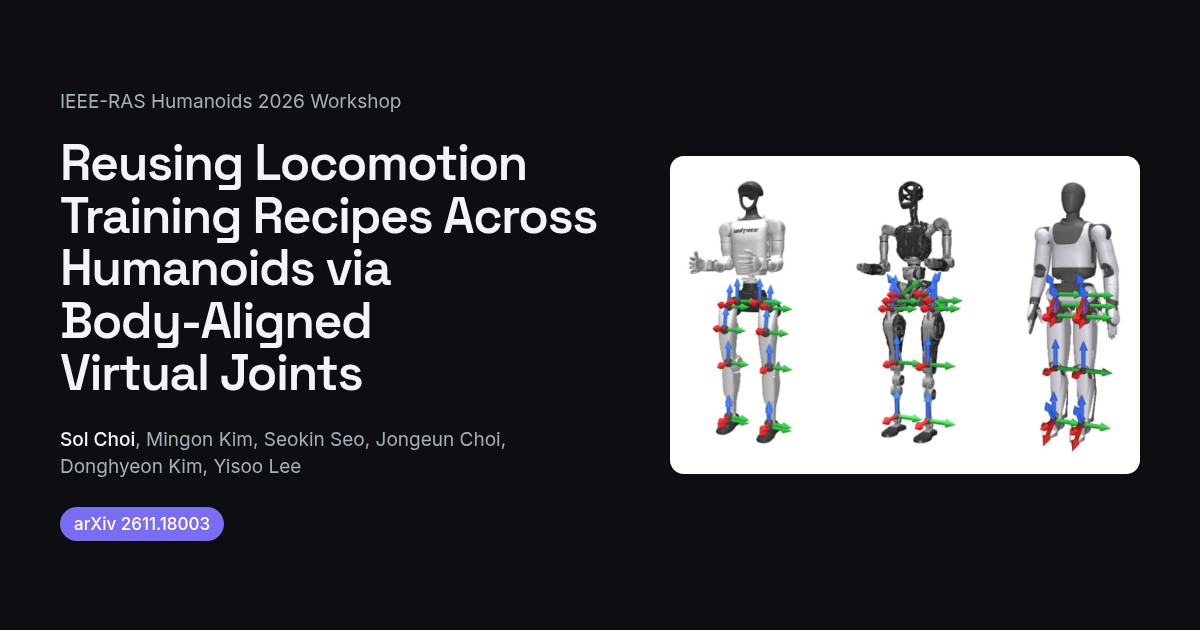 IEEE-RAS Humanoids 2026 Workshop
Reusing Locomotion
Training Recipes Across
Humanoids via
Body-Aligned
Virtual Joints
Sol Choi, Mingon Kim, Seokin Seo, Jongeun Choi,
Donghyeon Kim, Yisoo Lee
arXiv 2611.18003